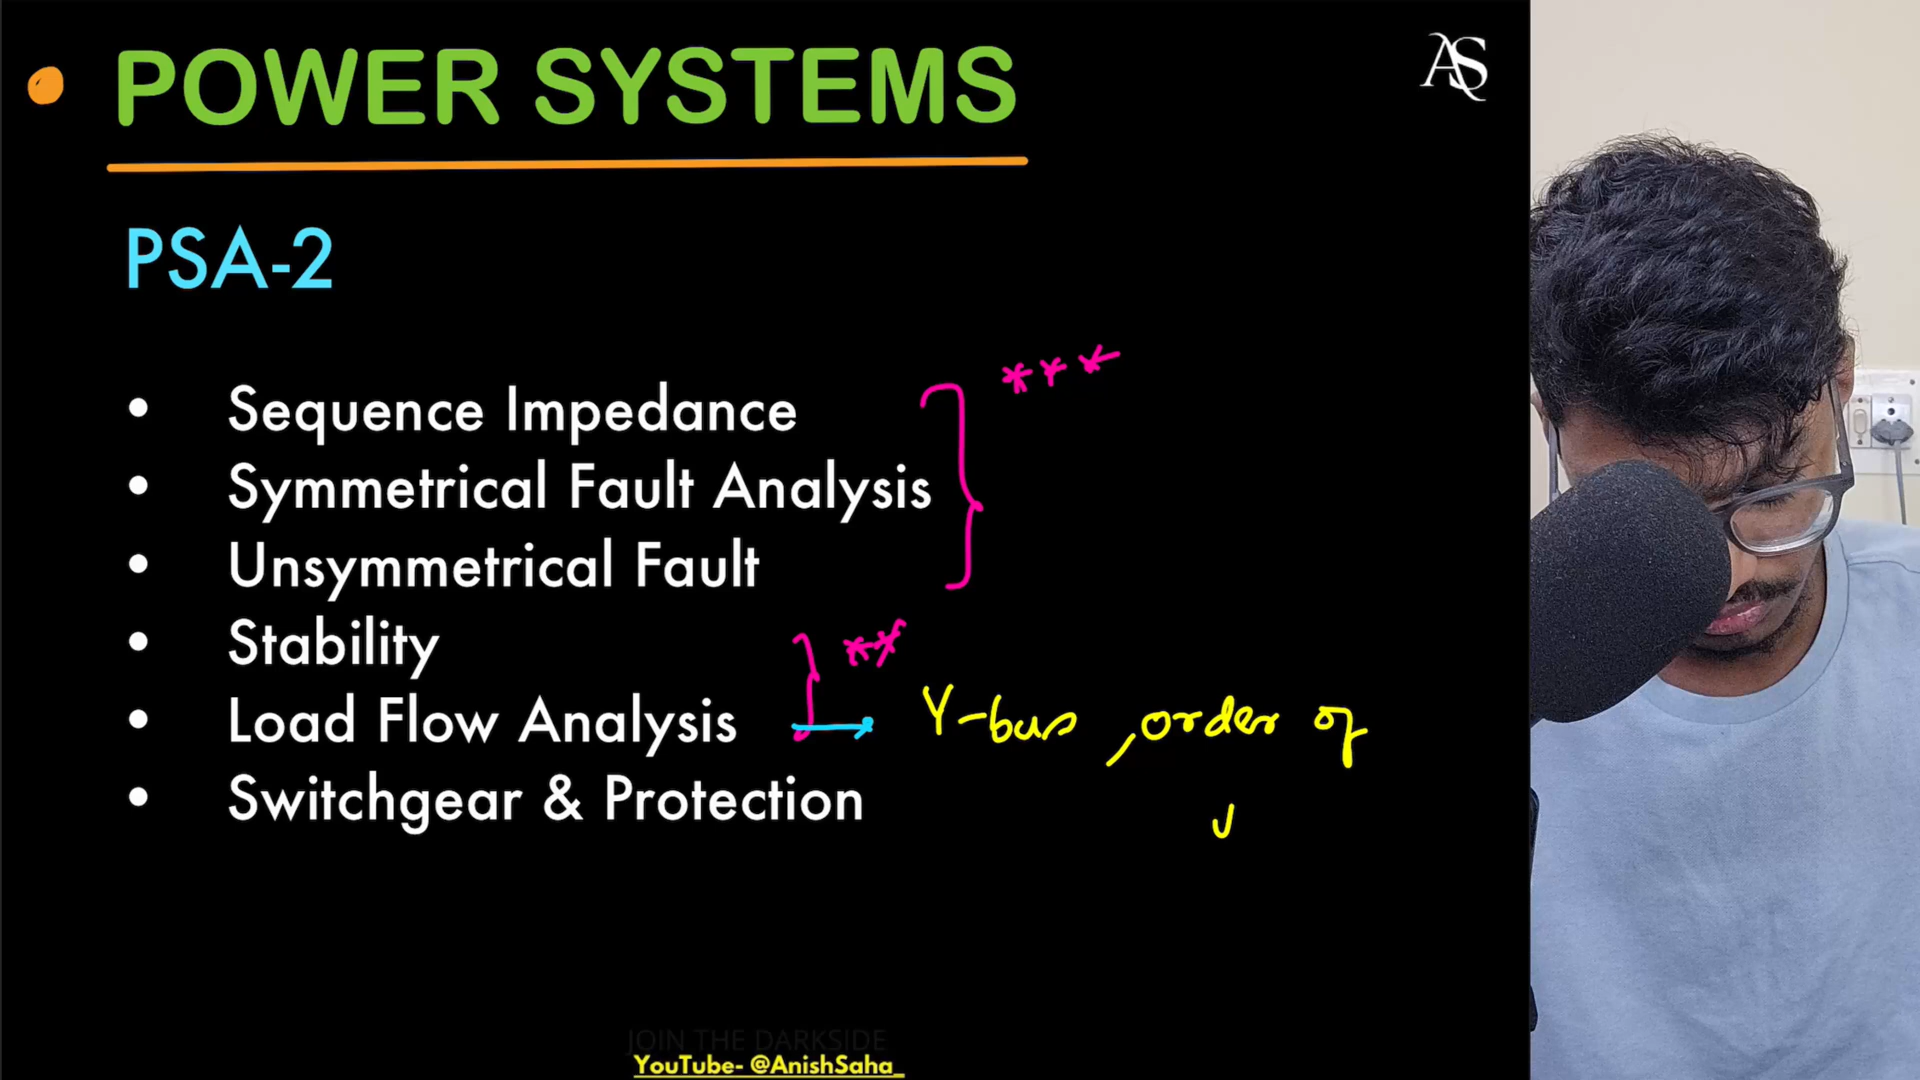 • POWER SYSTEMS
AS
PSA-2
• Sequence Impedance
***
• Symmetrical Fault Analysis
• Unsymmetrical Fault
• Stability
**
• Load Flow Analysis → Y-bus, order of
J
• Switchgear & Protection
JOIN THE DARKSIDE
YouTube- @AnishSaha_